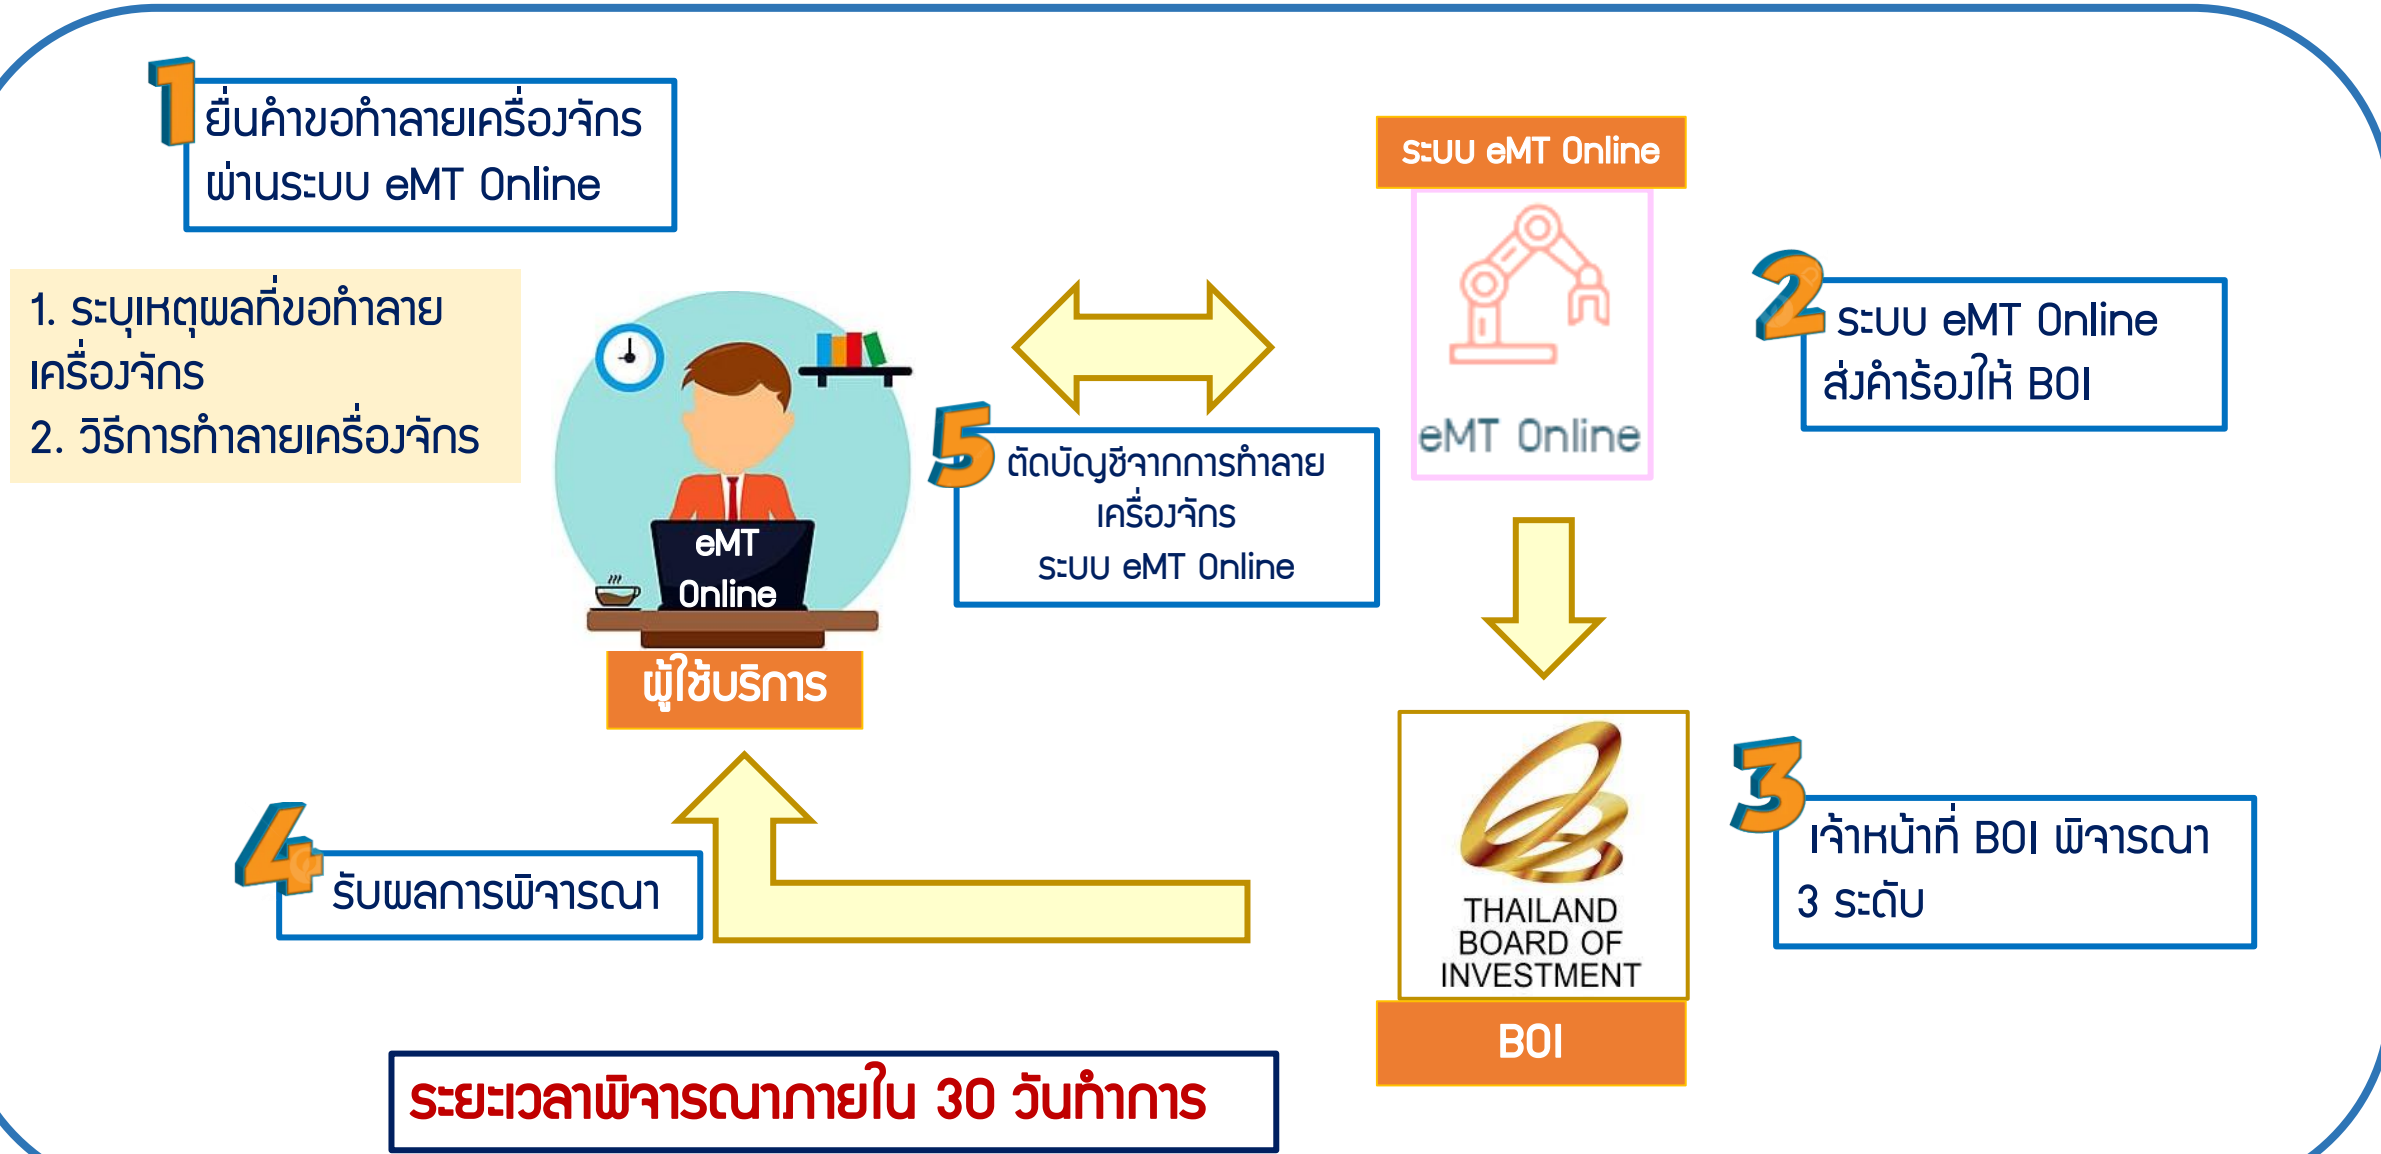 1
ยื่นคำขอทำลายเครื่องจักร
ผ่านระบบ eMT Online
1. ระบุเหตุผลที่ขอทำลาย
เครื่องจักร
2. วิธีการทำลายเครื่องจักร
eMT
Online
ผู้ใช้บริการ
ระบบ eMT Online
eMT Online
2
ระบบ eMT Online
ส่งคำร้องให้ BOI
5
ตัดบัญชีจากการทำลาย
เครื่องจักร
ระบบ eMT Online
3
เจ้าหน้าที่ BOI พิจารณา
3 ระดับ
THAILAND
BOARD OF
INVESTMENT
BOI
4
รับผลการพิจารณา
ระยะเวลาพิจารณาภายใน 30 วันทำการ